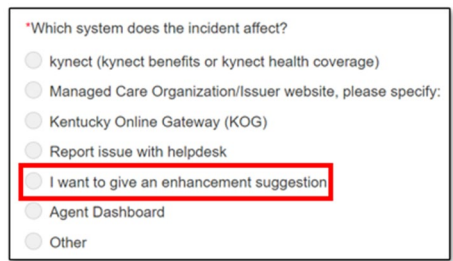 *Which system does the incident affect?
kynect (kynect benefits or kynect health coverage)
Managed Care Organization/Issuer website, please specify:
Kentucky Online Gateway (KOG)
Report issue with helpdesk
I want to give an enhancement suggestion
Agent Dashboard
Other